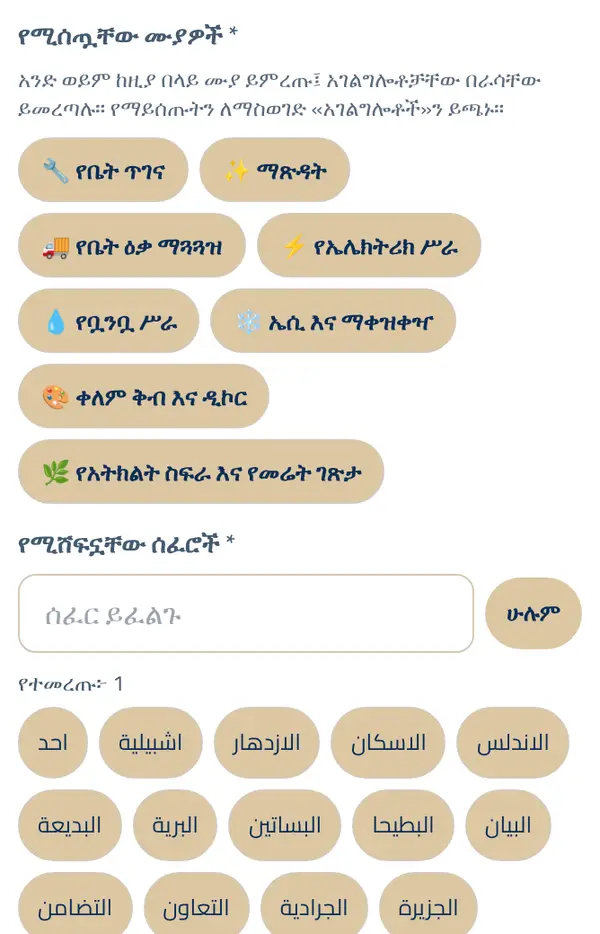 የሚሰጧቸው ሙያዎች *
አንድ ወይም ከዚያ በላይ ሙያ ይምረጡ፤ አገልግሎቶቻቸው በራሳቸው
ይመረጣሉ። የማይሰጡትን ለማስወገድ «አገልግሎቶች»ን ይጫኑ።
🔧 የቤት ጥገና ✨ ማጽዳት
🚚 የቤት ዕቃ ማጓጓዝ ⚡ የኤሌክትሪክ ሥራ
💧 የቧንቧ ሥራ ❄️ ኤሲ እና ማቀዝቀዣ
🎨 ቀለም ቅብ እና ዲኮር
🌿 የአትክልት ስፍራ እና የመሬት ገጽታ
የሚሸፍኗቸው ሰፈሮች *
ሰፈር ይፈልጉ ሁሉም
የተመረጡ፦ 1
احد اشبيلية الازدهار الاسكان الاندلس
البديعة البرية البساتين البطيحا البيان
التضامن التعاون الجرادية الجزيرة